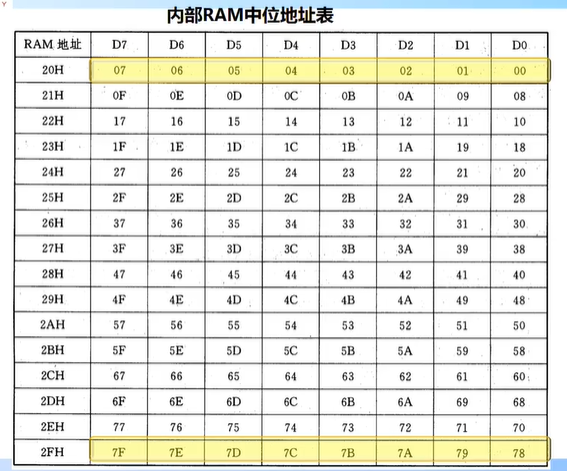 内部RAM中位地址表
RAM 地址 D7 D6 D5 D4 D3 D2 D1 D0
20H 07 06 05 04 03 02 01 00
21H 0F 0E 0D 0C 0B 0A 09 08
22H 17 16 15 14 13 12 11 10
23H 1F 1E 1D 1C 1B 1A 19 18
24H 27 26 25 24 23 22 21 20
25H 2F 2E 2D 2C 2B 2A 29 28
26H 37 36 35 34 33 32 31 30
27H 3F 3E 3D 3C 3B 3A 39 38
28H 47 46 45 44 43 42 41 40
29H 4F 4E 4D 4C 4B 4A 49 48
2AH 57 56 55 54 53 52 51 50
2BH 5F 5E 5D 5C 5B 5A 59 58
2CH 67 66 65 64 63 62 61 60
2DH 6F 6E 6D 6C 6B 6A 69 68
2EH 77 76 75 74 73 72 71 70
2FH 7F 7E 7D 7C 7B 7A 79 78